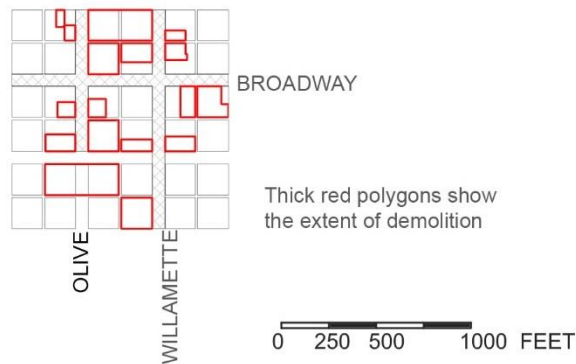 BROADWAY
Thick red polygons show
the extent of demolition
OLIVE
WILLAMETTE
0 250 500 1000 FEET